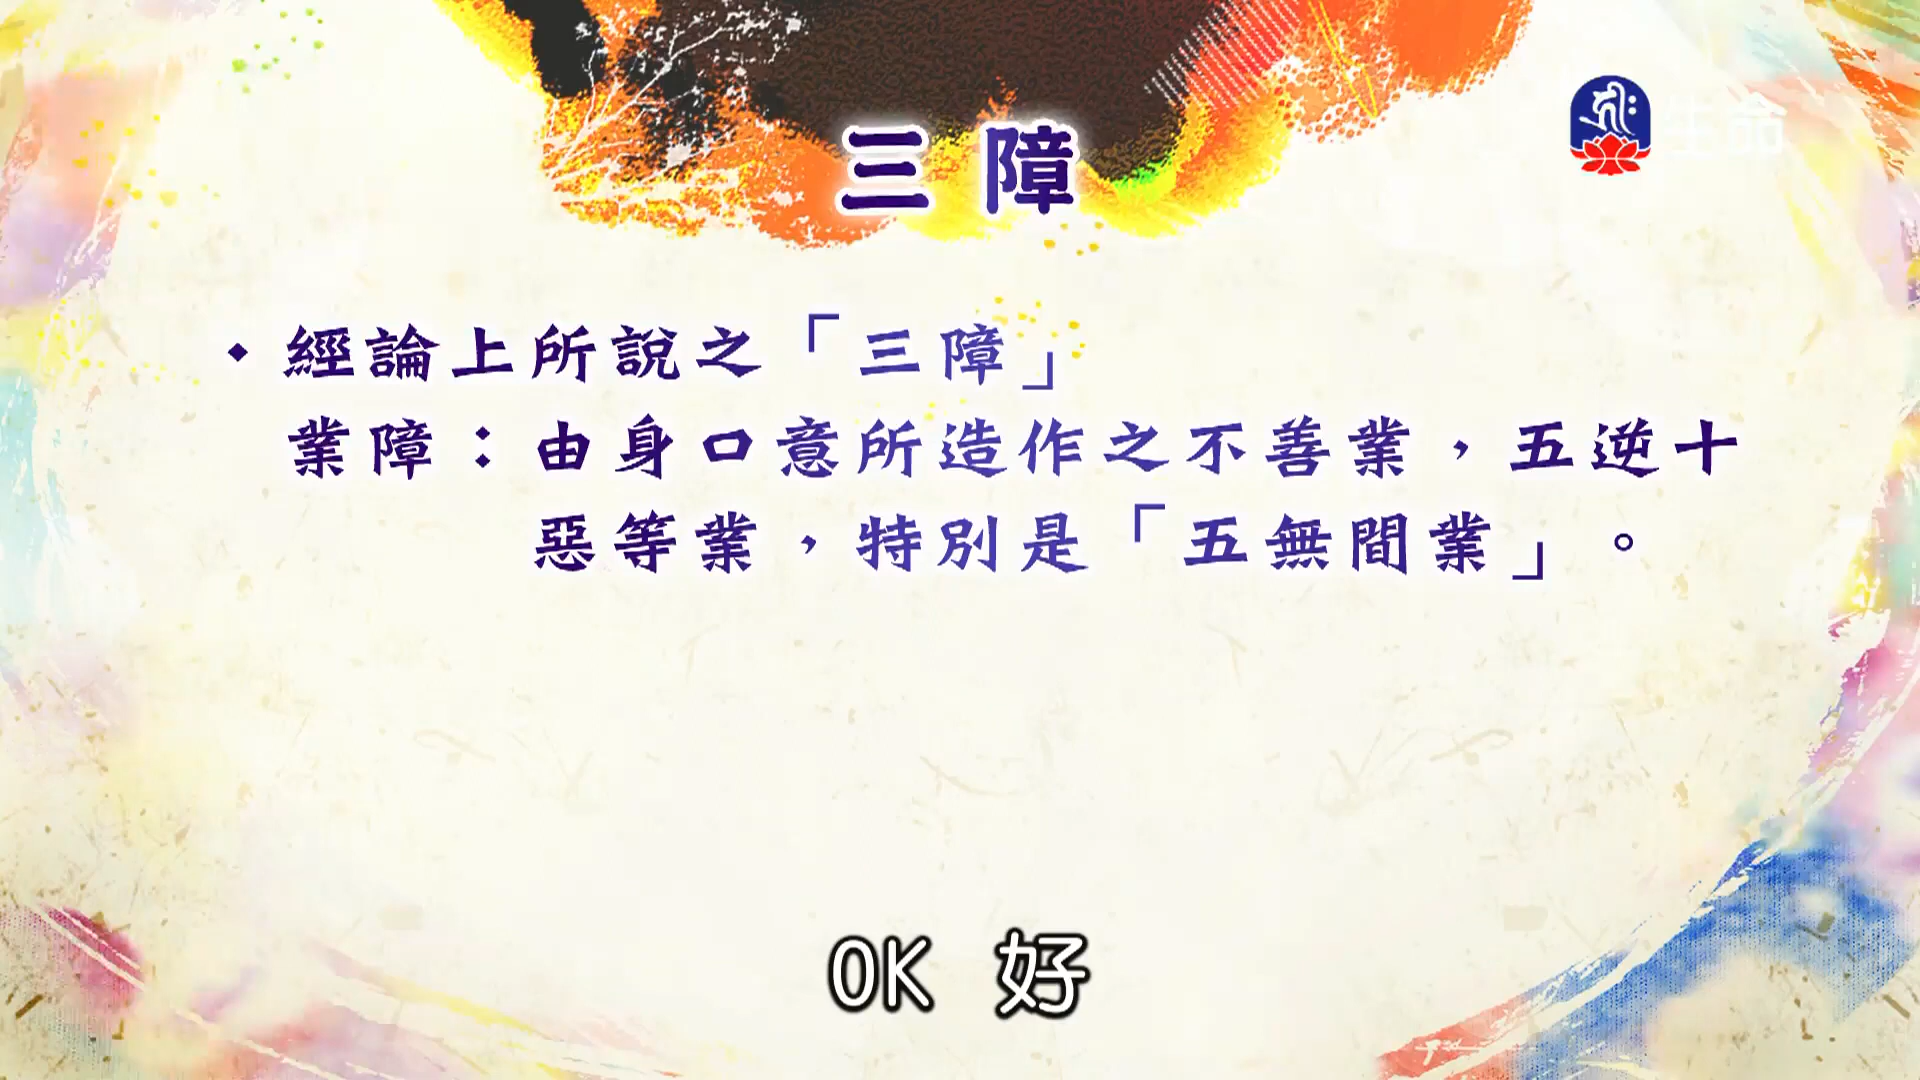 三障
生命
・經論上所說之「三障」
業障：由身口意所造作之不善業，五逆十
惡等業，特別是「五無間業」。
OK 好